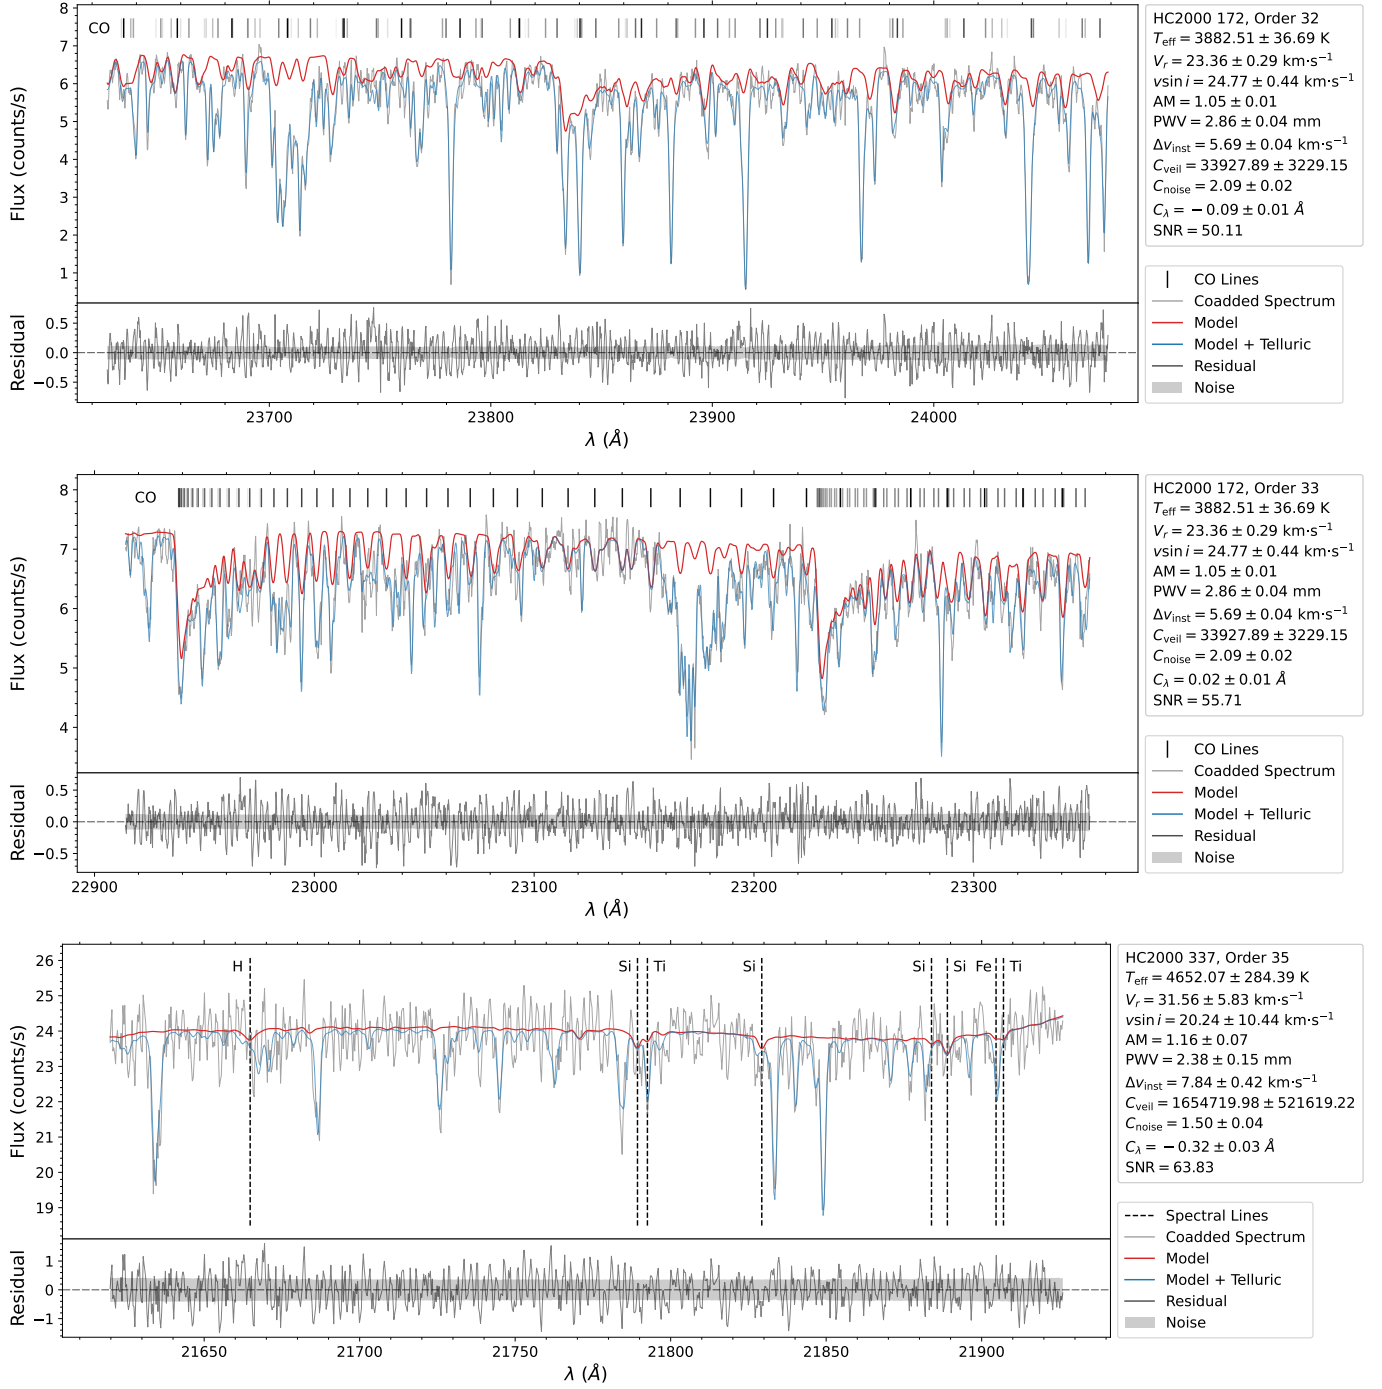 CO
8
7
6
5
4
3
2
1
Flux (counts/s)
0.5
0.0
−0.5
Residual
23700
23800
23900
24000
λ (Å)
HC2000 172, Order 32
Teff = 3882.51 ± 36.69 K
Vr = 23.36 ± 0.29 km·s−1
vsin i = 24.77 ± 0.44 km·s−1
AM = 1.05 ± 0.01
PWV = 2.86 ± 0.04 mm
Δvinst = 5.69 ± 0.04 km·s−1
Cveil = 33927.89 ± 3229.15
Cnoise = 2.09 ± 0.02
Cλ = −0.09 ± 0.01 Å
SNR = 50.11
CO Lines
Coadded Spectrum
Model
Model + Telluric
Residual
Noise
CO
8
7
6
5
4
Flux (counts/s)
0.5
0.0
−0.5
Residual
22900
23000
23100
23200
23300
λ (Å)
HC2000 172, Order 33
Teff = 3882.51 ± 36.69 K
Vr = 23.36 ± 0.29 km·s−1
vsin i = 24.77 ± 0.44 km·s−1
AM = 1.05 ± 0.01
PWV = 2.86 ± 0.04 mm
Δvinst = 5.69 ± 0.04 km·s−1
Cveil = 33927.89 ± 3229.15
Cnoise = 2.09 ± 0.02
Cλ = 0.02 ± 0.01 Å
SNR = 55.71
CO Lines
Coadded Spectrum
Model
Model + Telluric
Residual
Noise
H Si Ti Si Si Si Fe Ti
26
25
24
23
22
21
20
19
Flux (counts/s)
1
0
−1
Residual
21650
21700
21750
21800
21850
21900
λ (Å)
HC2000 337, Order 35
Teff = 4652.07 ± 284.39 K
Vr = 31.56 ± 5.83 km·s−1
vsin i = 20.24 ± 10.44 km·s−1
AM = 1.16 ± 0.07
PWV = 2.38 ± 0.15 mm
Δvinst = 7.84 ± 0.42 km·s−1
Cveil = 1654719.98 ± 521619.22
Cnoise = 1.50 ± 0.04
Cλ = −0.32 ± 0.03 Å
SNR = 63.83
Spectral Lines
Coadded Spectrum
Model
Model + Telluric
Residual
Noise